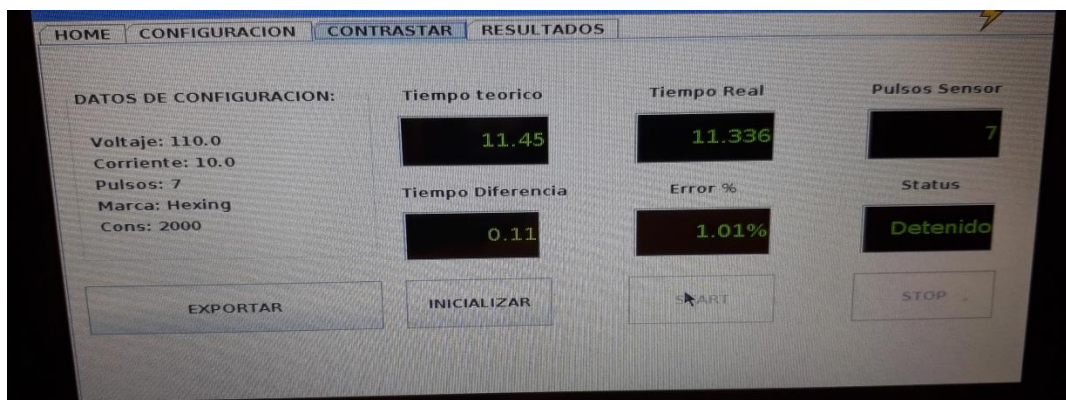 HOME CONFIGURACION CONTRASTAR RESULTADOS
DATOS DE CONFIGURACION:
Voltaje: 110.0
Corriente: 10.0
Pulsos: 7
Marca: Hexing
Cons: 2000
Tiempo teorico
11.45
Tiempo Real
11.336
Pulsos Sensor
7
Tiempo Diferencia
0.11
Error %
1.01%
Status
Detenido
EXPORTAR
INICIALIZAR
START
STOP